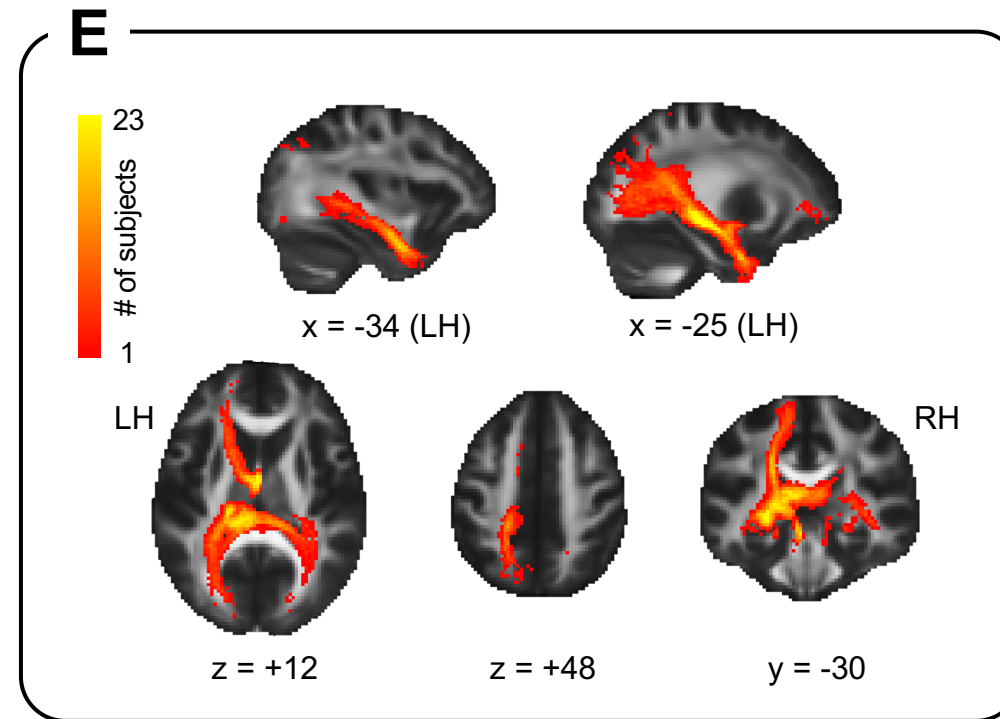 E
23
# of subjects
1
x = -34 (LH)
x = -25 (LH)
LH
RH
z = +12
z = +48
y = -30